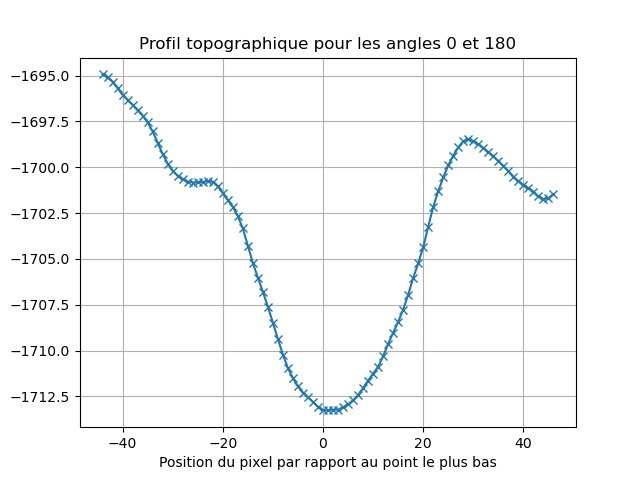 Profil topographique pour les angles 0 et 180
−1695.0
−1697.5
−1700.0
−1702.5
−1705.0
−1707.5
−1710.0
−1712.5
−40 −20 0 20 40
Position du pixel par rapport au point le plus bas